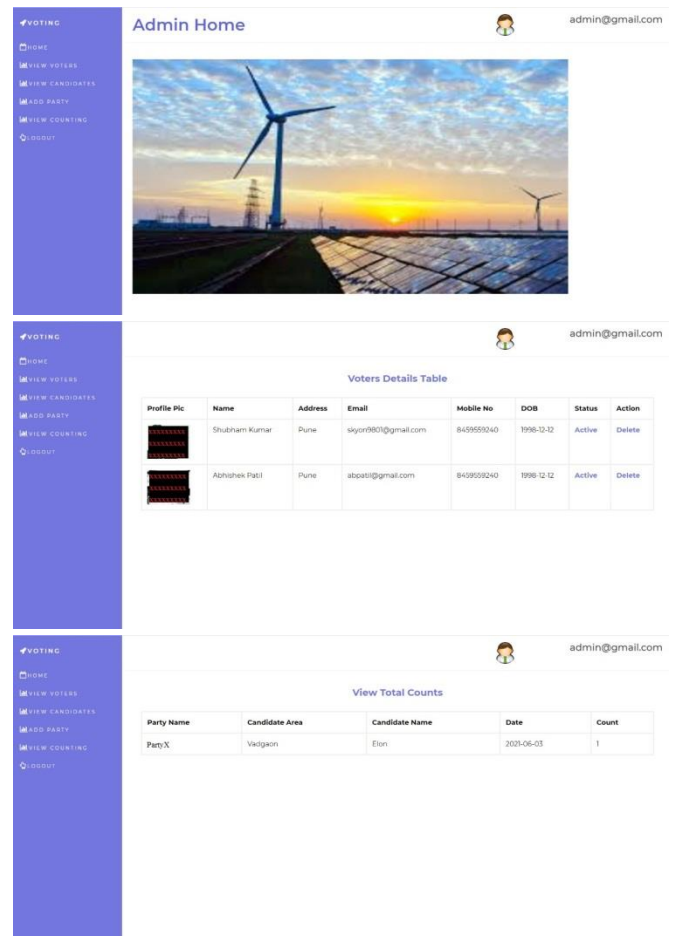 VOTING
Admin Home
admin@gmail.com
HOME
VIEW VOTERS
VIEW CANDIDATES
ADD PARTY
VIEW COUNTING
LOGOUT
VOTING
admin@gmail.com
HOME
VIEW VOTERS
VIEW CANDIDATES
ADD PARTY
VIEW COUNTING
LOGOUT
Voters Details Table
Profile Pic Name Address Email Mobile No DOB Status Action
Shubham Kumar Pune skyon9801@gmail.com 8459559240 1998-12-12 Active Delete
Abhishek Patil Pune abpatil@gmail.com 8459559240 1998-12-12 Active Delete
VOTING
admin@gmail.com
HOME
VIEW VOTERS
VIEW CANDIDATES
ADD PARTY
VIEW COUNTING
LOGOUT
View Total Counts
Party Name Candidate Area Candidate Name Date Count
PartyX Vadgaon Elon 2021-06-03 1